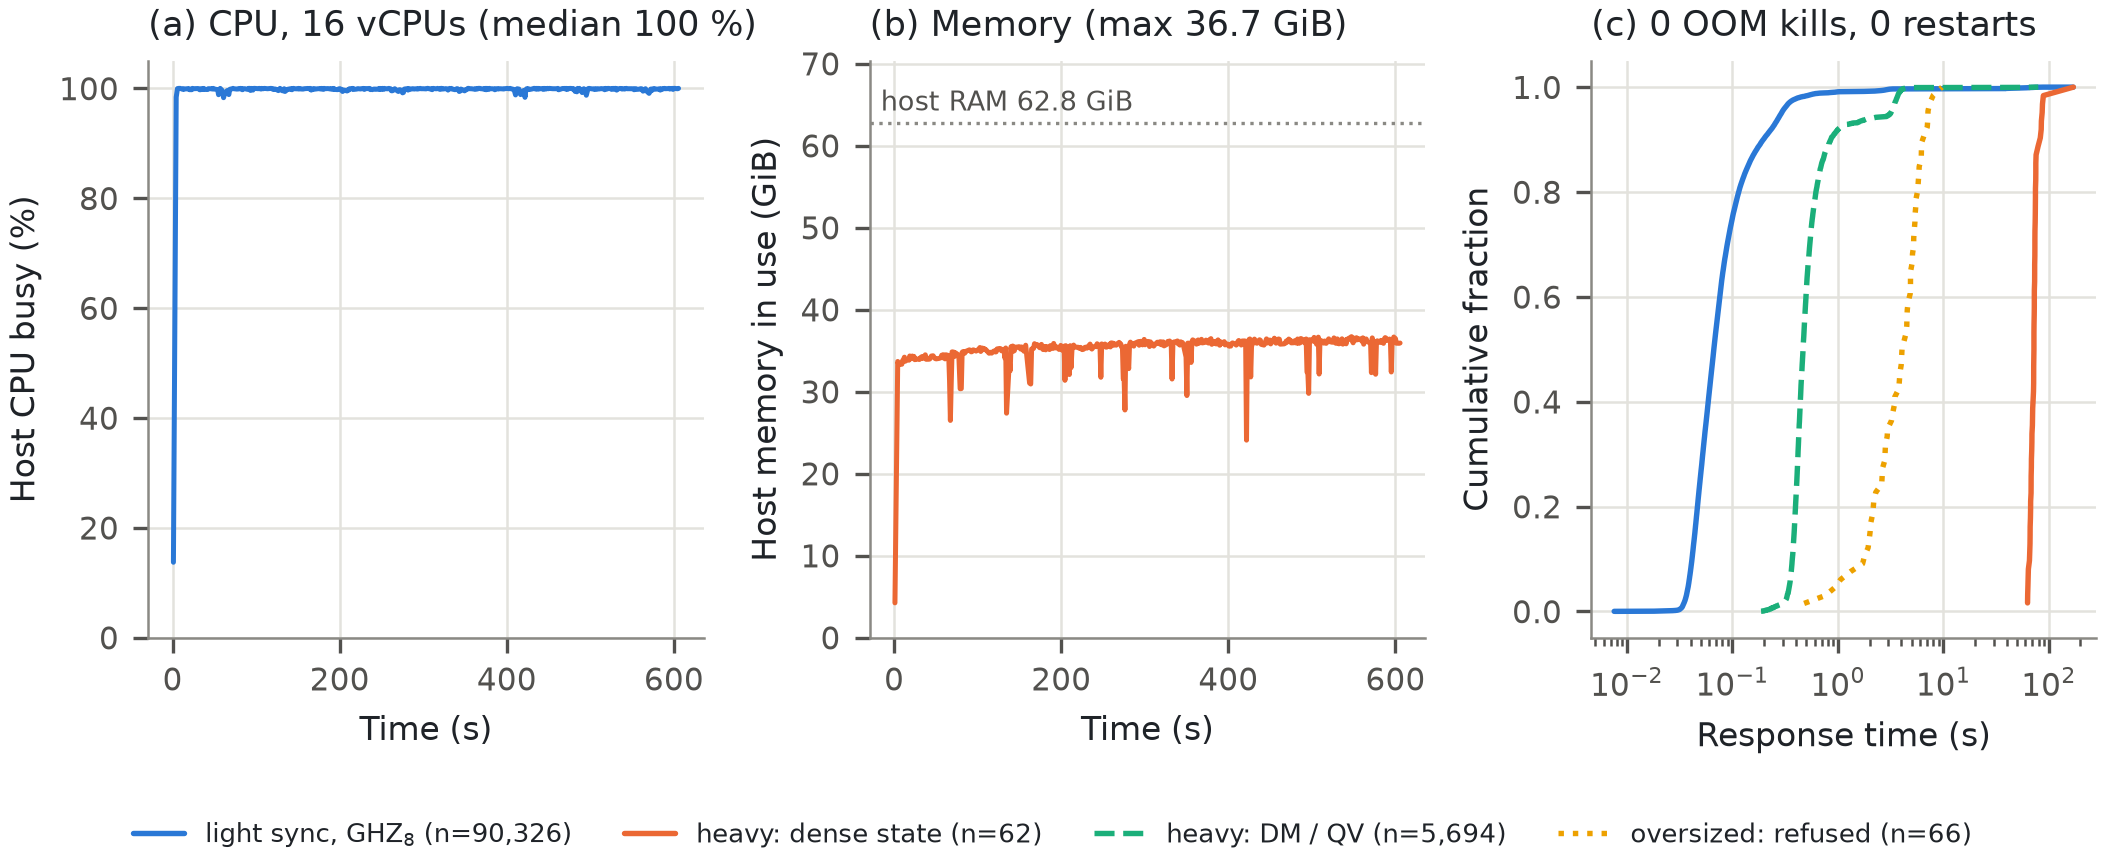 (a) CPU, 16 vCPUs (median 100 %)
Host CPU busy (%)
100
80
60
40
20
0
0 200 400 600
Time (s)
(b) Memory (max 36.7 GiB)
Host memory in use (GiB)
host RAM 62.8 GiB
70
60
50
40
30
20
10
0
0 200 400 600
Time (s)
(c) 0 OOM kills, 0 restarts
Cumulative fraction
1.0
0.8
0.6
0.4
0.2
0.0
10⁻² 10⁻¹ 10⁰ 10¹ 10²
Response time (s)
light sync, GHZ₈ (n=90,326) heavy: dense state (n=62) heavy: DM / QV (n=5,694) oversized: refused (n=66)